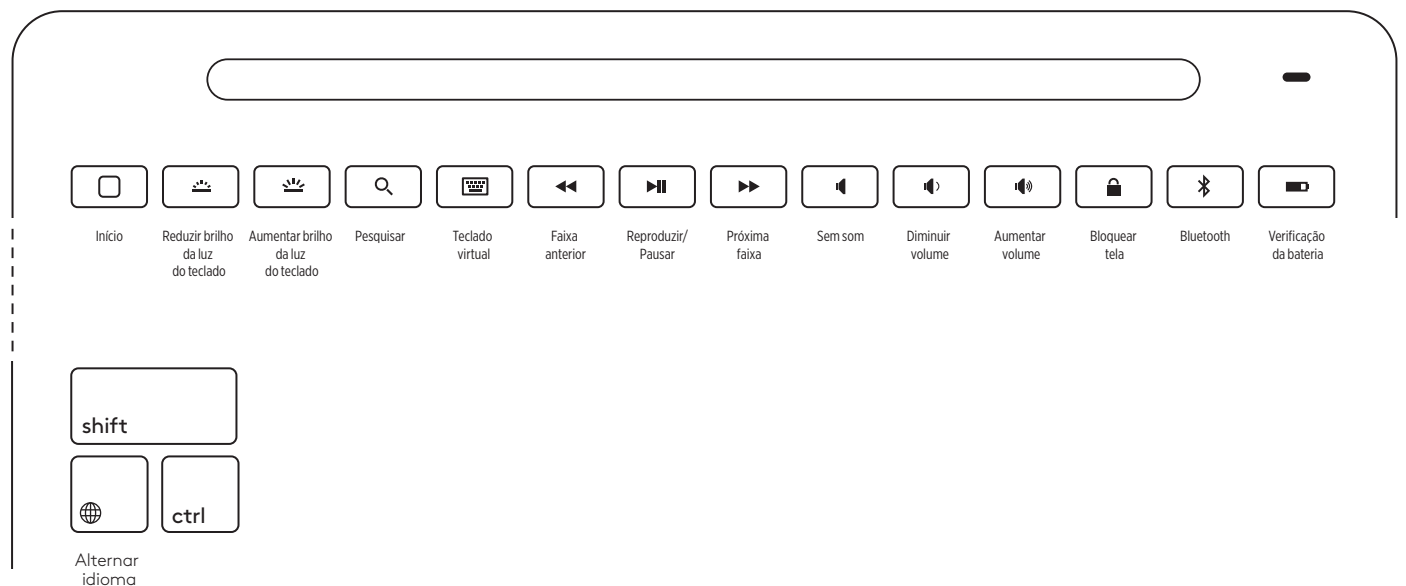 Início
Reduzir brilho
da luz
do teclado
Aumentar brilho
da luz
do teclado
Pesquisar
Teclado
virtual
Faixa
anterior
Reproduzir/
Pausar
Próxima
faixa
Sem som
Diminuir
volume
Aumentar
volume
Bloquear
tela
Bluetooth
Verificação
da bateria
shift
ctrl
Alternar
idioma